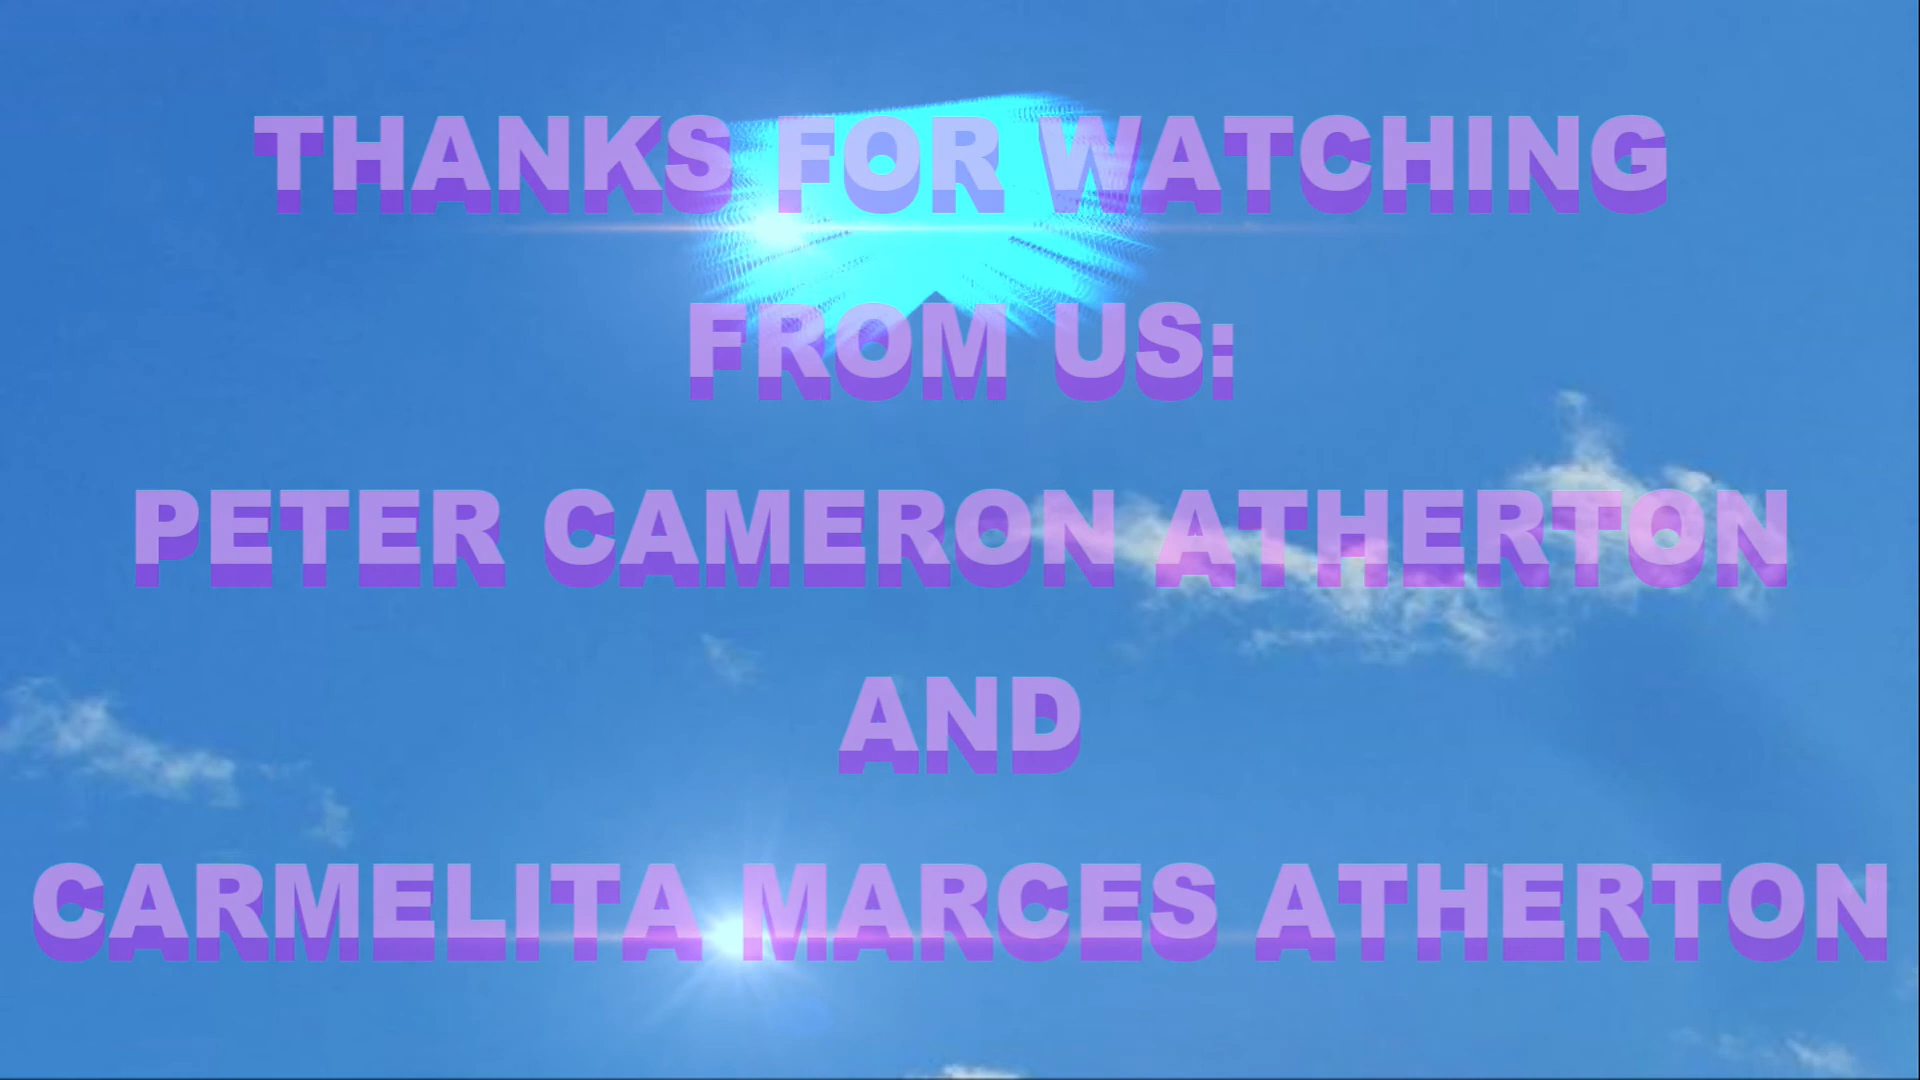 THANKS FOR WATCHING
FROM US:
PETER CAMERON ATHERTON
AND
CARMELITA MARCES ATHERTON